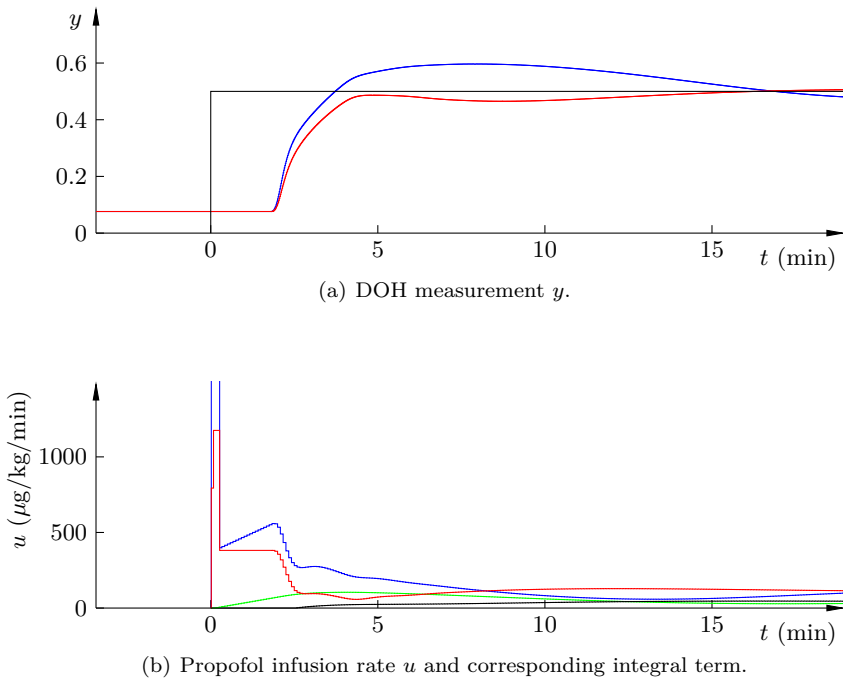 y
0.6
0.4
0.2
0
0 5 10 15
t (min)
(a) DOH measurement y.
u (µg/kg/min)
1000
500
0
0 5 10 15
t (min)
(b) Propofol infusion rate u and corresponding integral term.